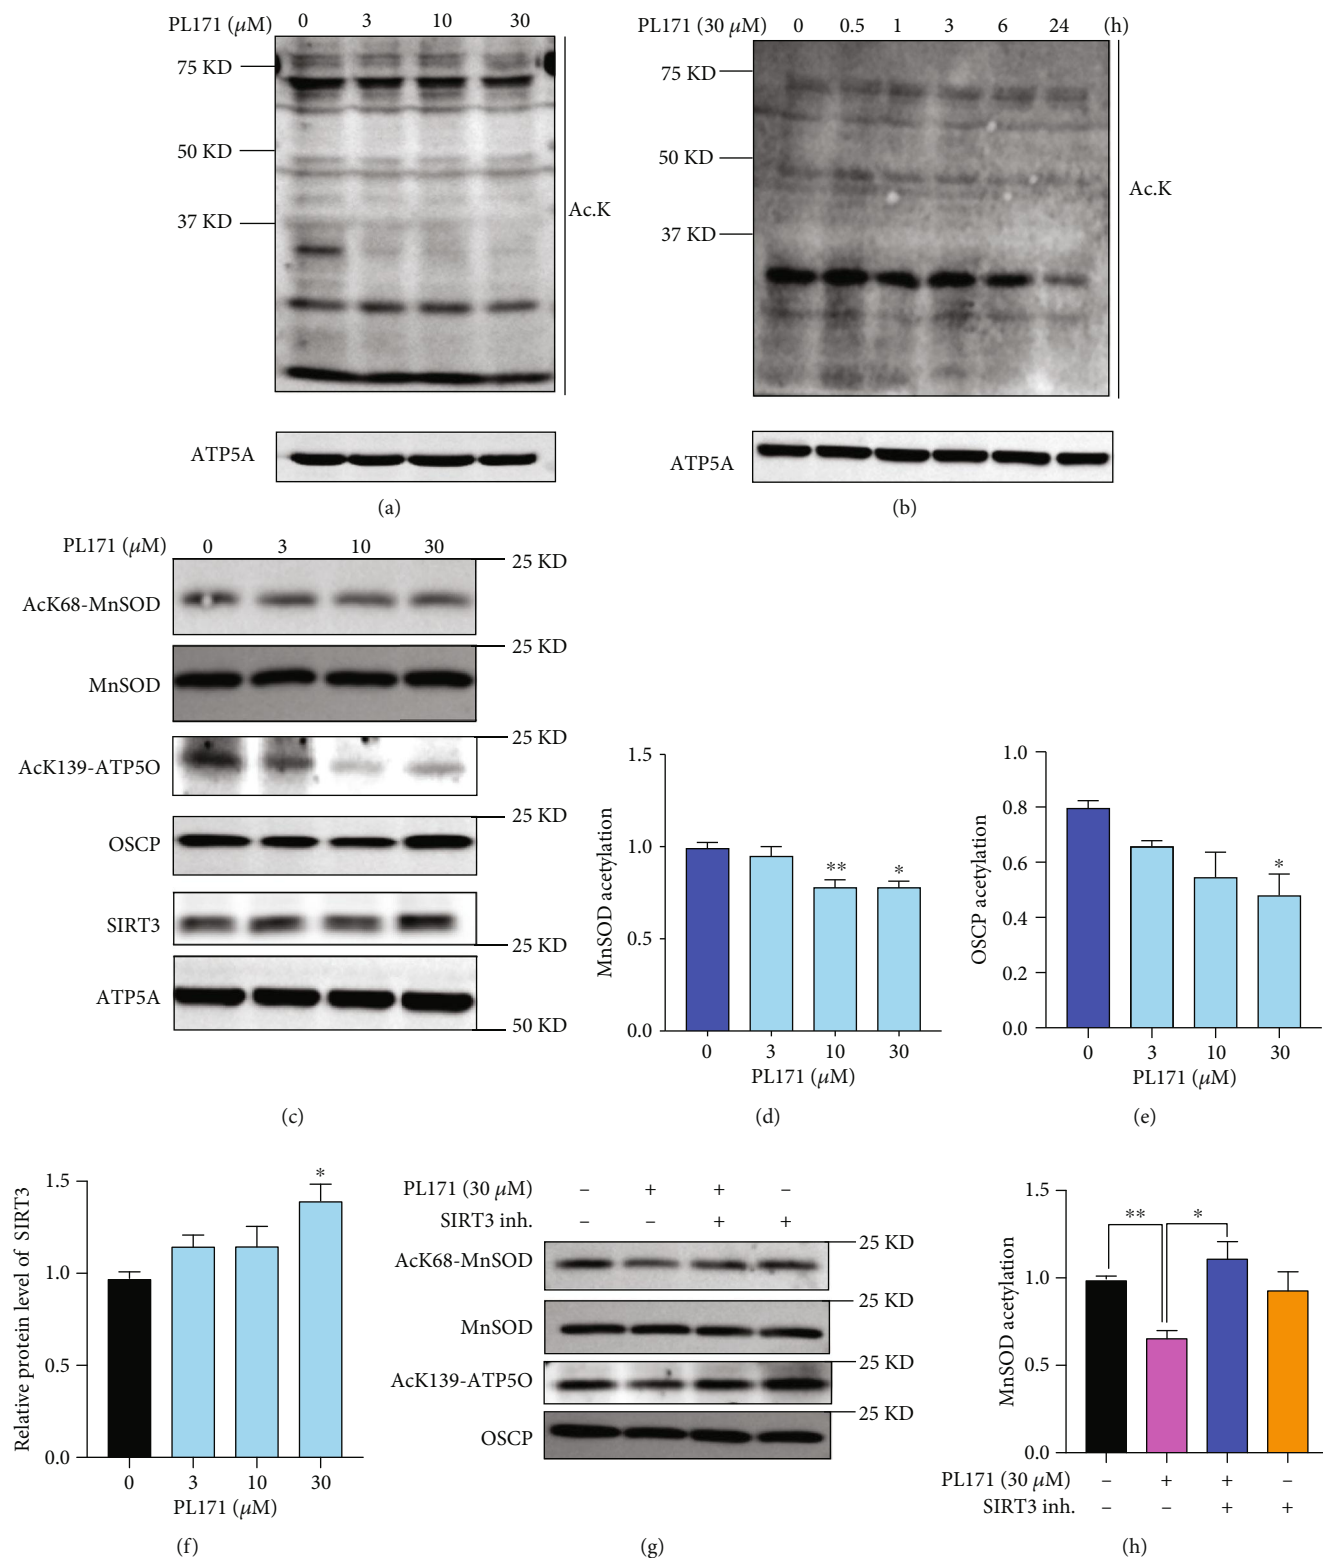 PL171 (μM) 0 3 10 30
75 KD
50 KD
37 KD
Ac.K
ATP5A
(a)
PL171 (30 μM) 0 0.5 1 3 6 24 (h)
75 KD
50 KD
37 KD
Ac.K
ATP5A
(b)
PL171 (μM) 0 3 10 30
25 KD
AcK68-MnSOD
25 KD
MnSOD
25 KD
AcK139-ATP5O
25 KD
OSCP
SIRT3
25 KD
ATP5A
50 KD
(c)
MnSOD acetylation
1.5
1.0
0.5
0.0
** *
0 3 10 30
PL171 (μM)
(d)
OSCP acetylation
1.0
0.8
0.6
0.4
0.2
0.0
*
0 3 10 30
PL171 (μM)
(e)
Relative protein level of SIRT3
1.5
1.0
0.5
0.0
*
0 3 10 30
PL171 (μM)
(f)
PL171 (30 μM) – + + –
SIRT3 inh. – – + +
25 KD
AcK68-MnSOD
25 KD
MnSOD
25 KD
AcK139-ATP5O
25 KD
OSCP
(g)
MnSOD acetylation
1.5
1.0
0.5
0.0
** *
PL171 (30 μM) – + + –
SIRT3 inh. – – + +
(h)